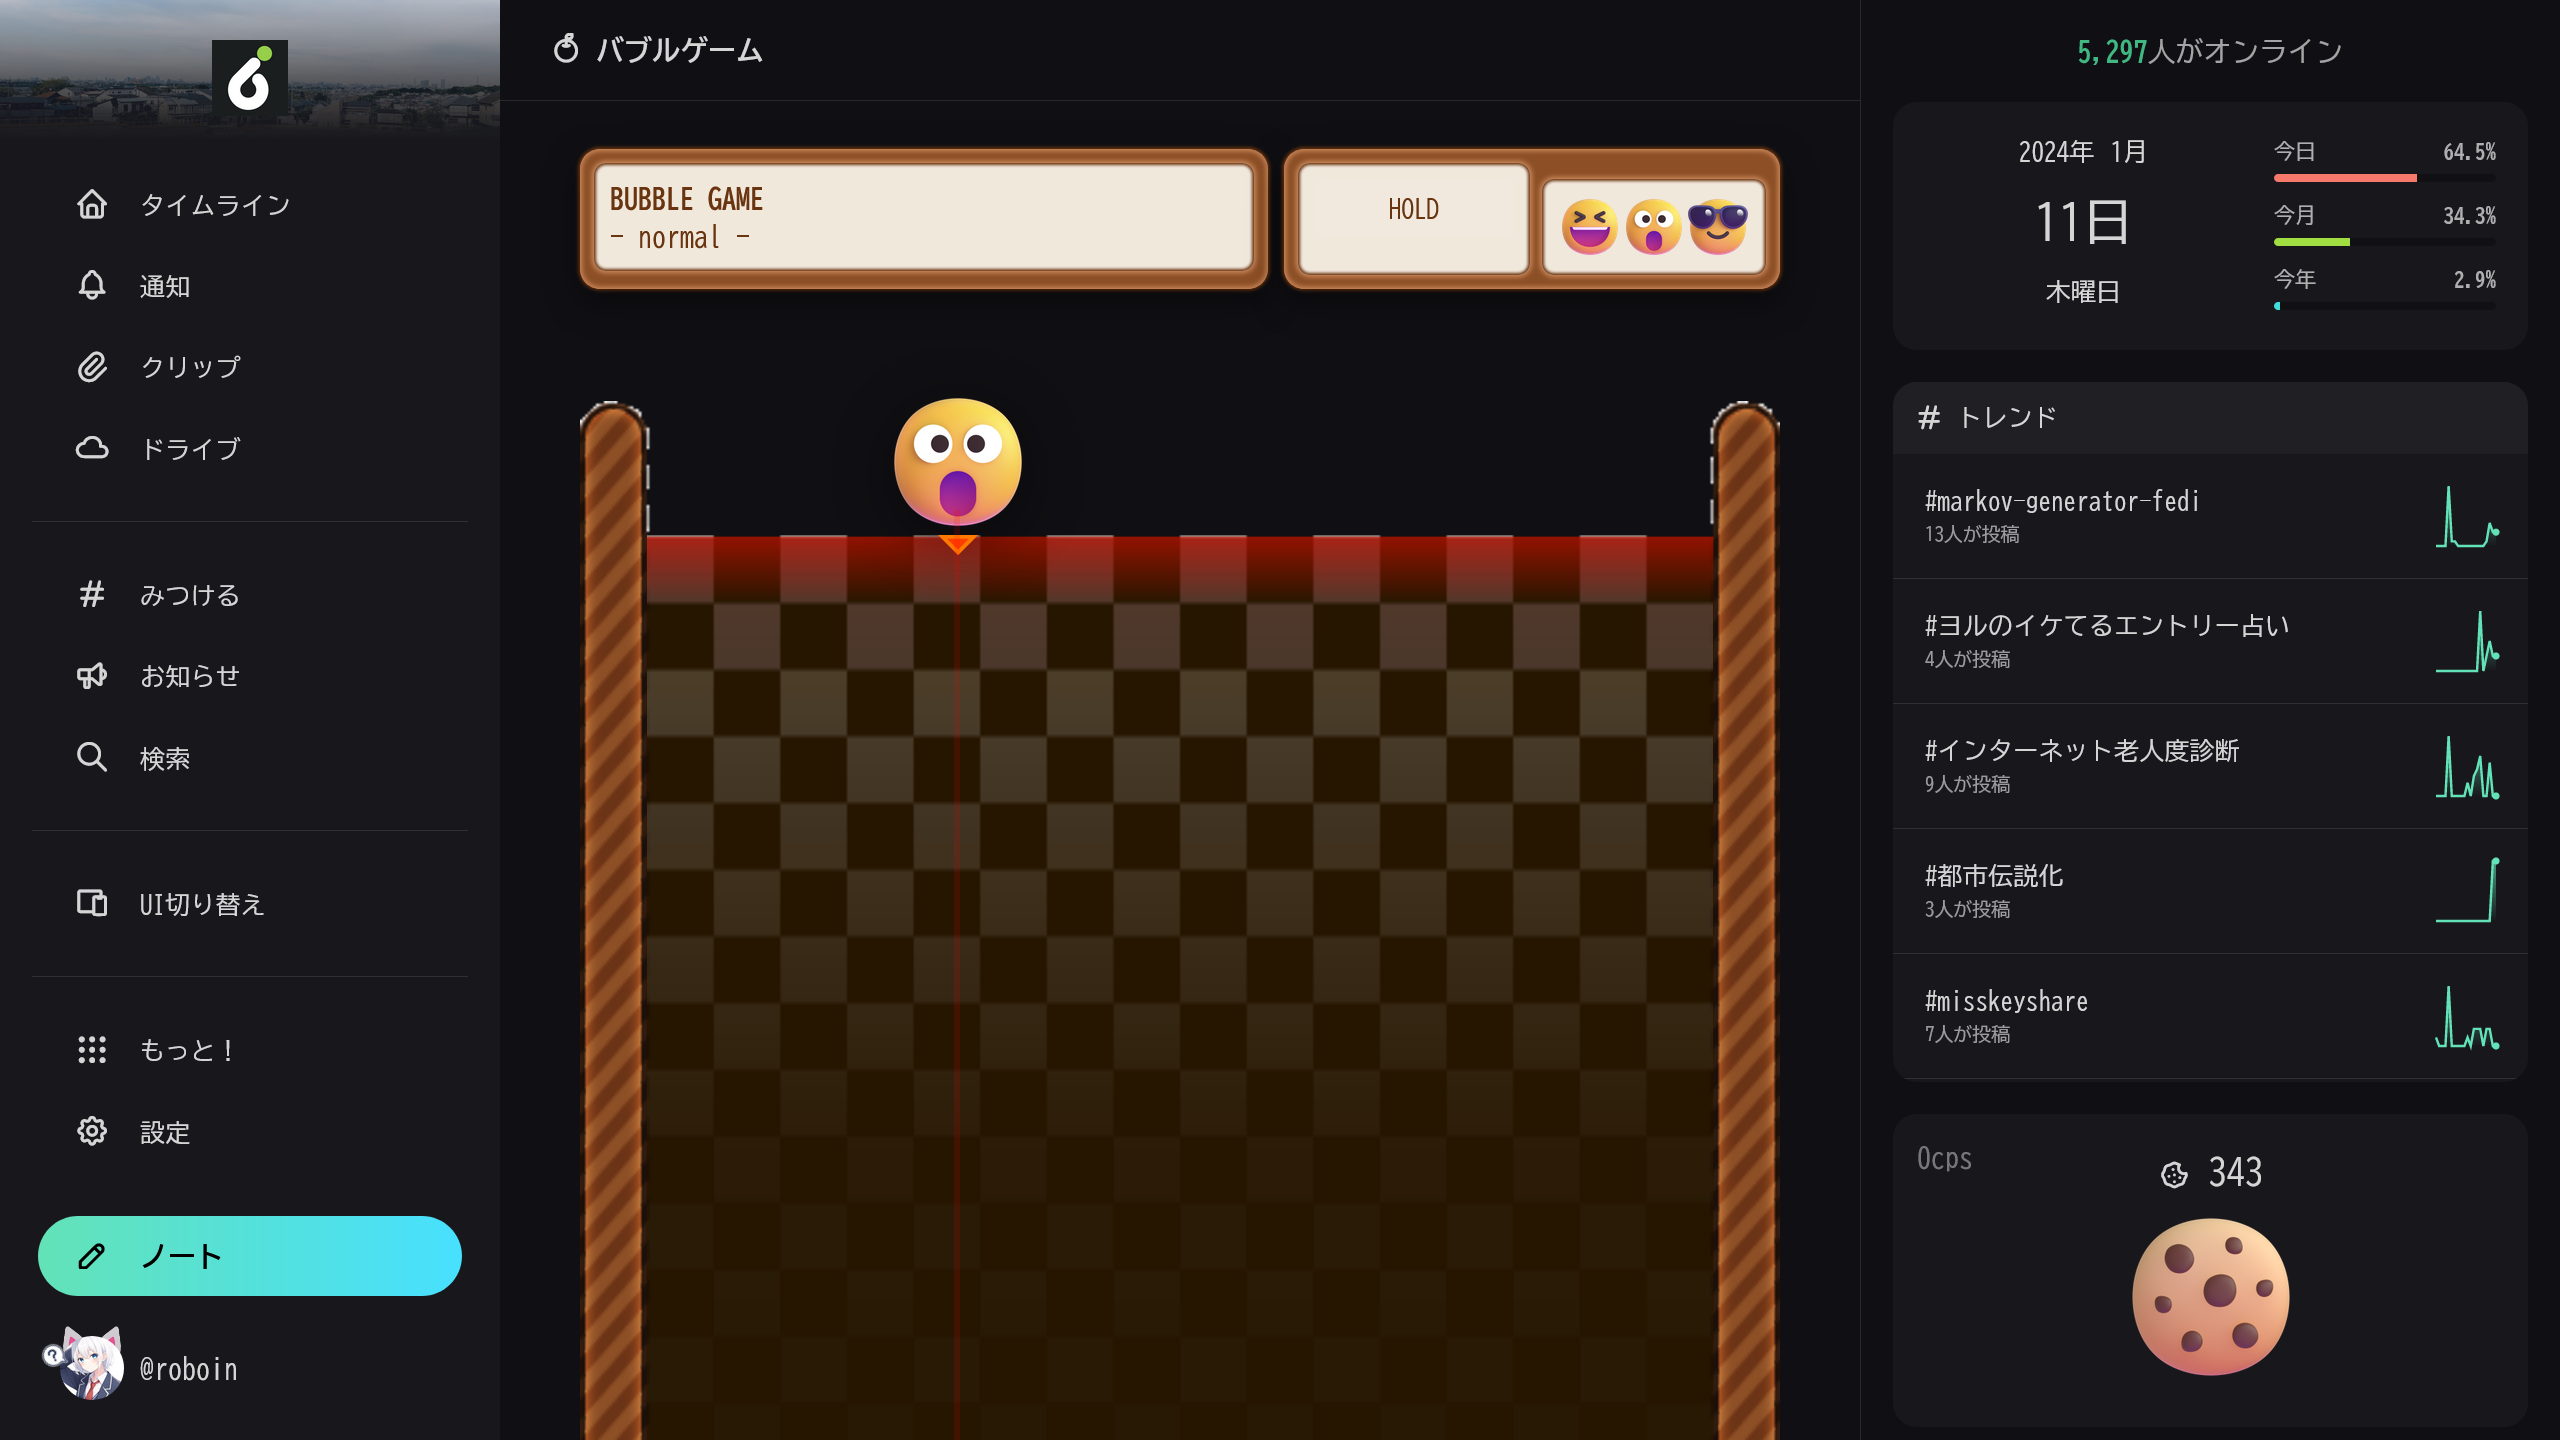 タイムライン
通知
クリップ
ドライブ
みつける
お知らせ
検索
UI切り替え
もっと！
設定
ノート
@roboin
バブルゲーム
BUBBLE GAME
- normal -
HOLD
5,297人がオンライン
2024年 1月
11日
木曜日
今日 64.5%
今月 34.3%
今年 2.9%
トレンド
#markov-generator-fedi
13人が投稿
#ヨルのイケてるエントリー占い
4人が投稿
#インターネット老人度診断
9人が投稿
#都市伝説化
3人が投稿
#misskeyshare
7人が投稿
0cps
343